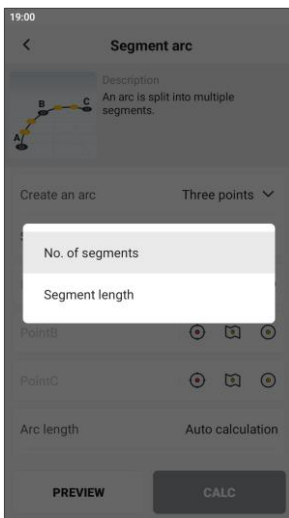 19:00
Segment arc
Description
An arc is split into multiple
segments.
A
B
C
Create an arc
Three points
No. of segments
Segment length
PointB
PoimC
Arc length
Auto calculation
PREVIEW
CALC